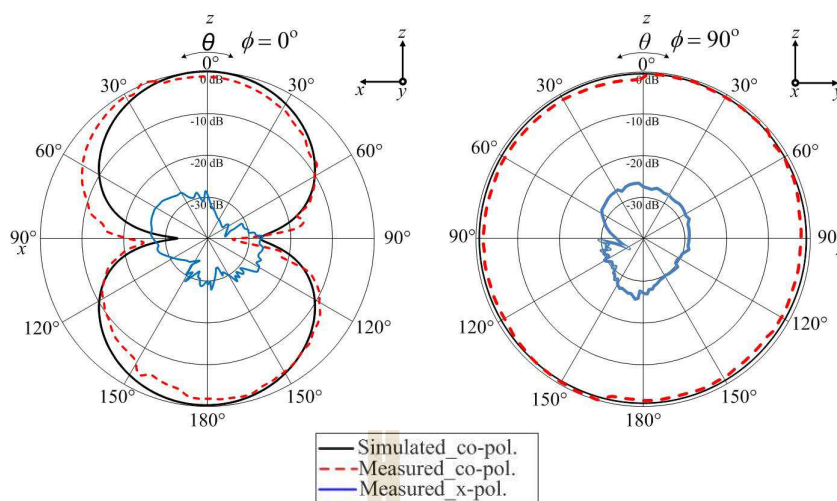 z
θ ϕ = 0°
0°
0 dB
30°
30°
-10 dB
60°
60°
-20 dB
-30 dB
90°
x
90°
120°
120°
150°
150°
180°
z
x
y
θ ϕ = 90°
z
0°
0 dB
30°
30°
-10 dB
60°
60°
-20 dB
-30 dB
90°
90°
120°
120°
150°
150°
180°
z
x
y
Simulated_co-pol.
Measured_co-pol.
Measured_x-pol.